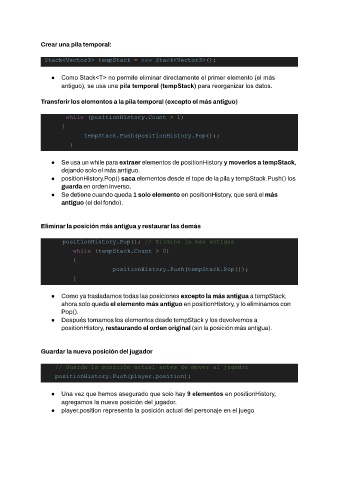 Crear una pila temporal:
Stack<Vector3> tempStack = new Stack<Vector3>();
● Como Stack<T> no permite eliminar directamente el primer elemento (el más
antiguo), se usa una pila temporal (tempStack) para reorganizar los datos.
Transferir los elementos a la pila temporal (excepto el más antiguo)
while (positionHistory.Count > 1)
{
tempStack.Push(positionHistory.Pop());
}
● Se usa un while para extraer elementos de positionHistory y moverlos a tempStack,
dejando solo el más antiguo.
● positionHistory.Pop() saca elementos desde el tope de la pila y tempStack.Push() los
guarda en orden inverso.
● Se detiene cuando queda 1 solo elemento en positionHistory, que será el más
antiguo (el del fondo).
Eliminar la posición más antigua y restaurar las demás
positionHistory.Pop(); // Elimina la más antigua
while (tempStack.Count > 0)
{
positionHistory.Push(tempStack.Pop());
}
● Como ya trasladamos todas las posiciones excepto la más antigua a tempStack,
ahora solo queda el elemento más antiguo en positionHistory, y lo eliminamos con
Pop().
● Después tomamos los elementos desde tempStack y los devolvemos a
positionHistory, restaurando el orden original (sin la posición más antigua).
Guardar la nueva posición del jugador
// Guarda la posición actual antes de mover al jugador
positionHistory.Push(player.position);
● Una vez que hemos asegurado que solo hay 9 elementos en positionHistory,
agregamos la nueva posición del jugador.
● player.position representa la posición actual del personaje en el juego